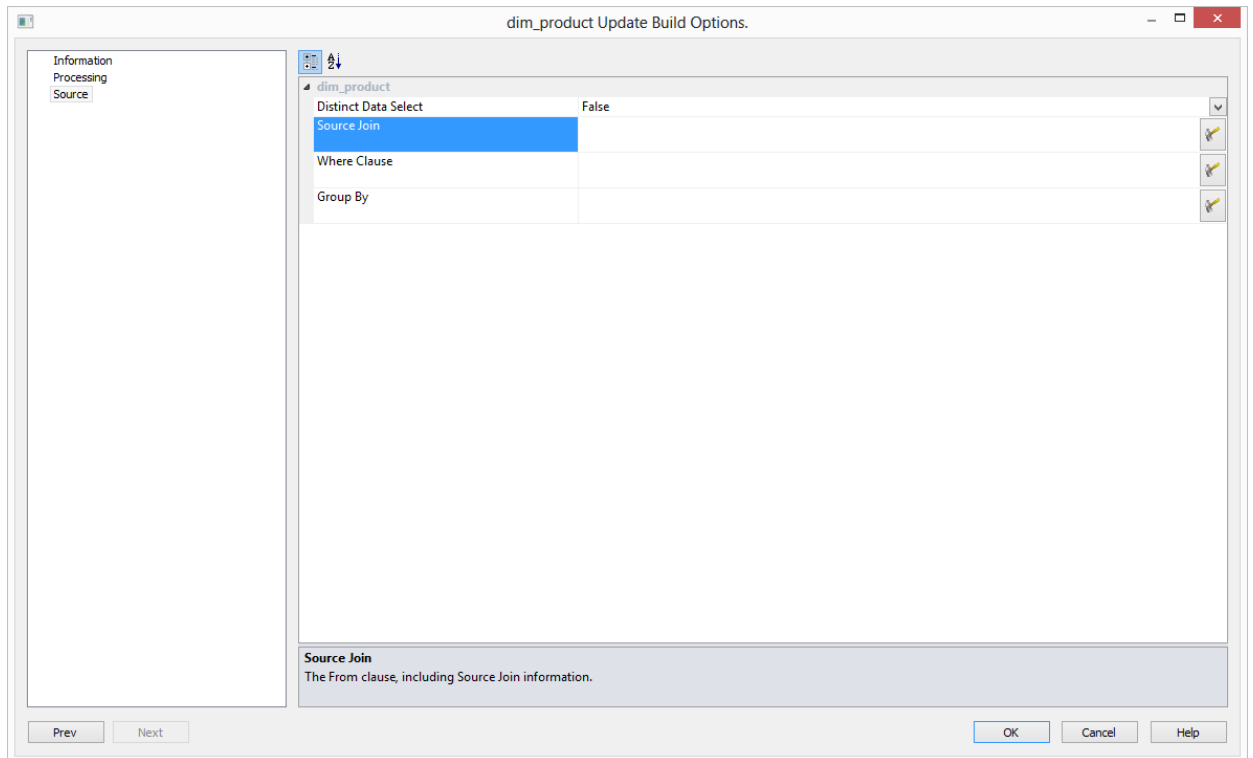 dim_product Update Build Options.
Information
Processing
Source
dim_product
Distinct Data Select False
Source Join
Where Clause
Group By
Source Join
The From clause, including Source Join information.
Prev Next OK Cancel Help